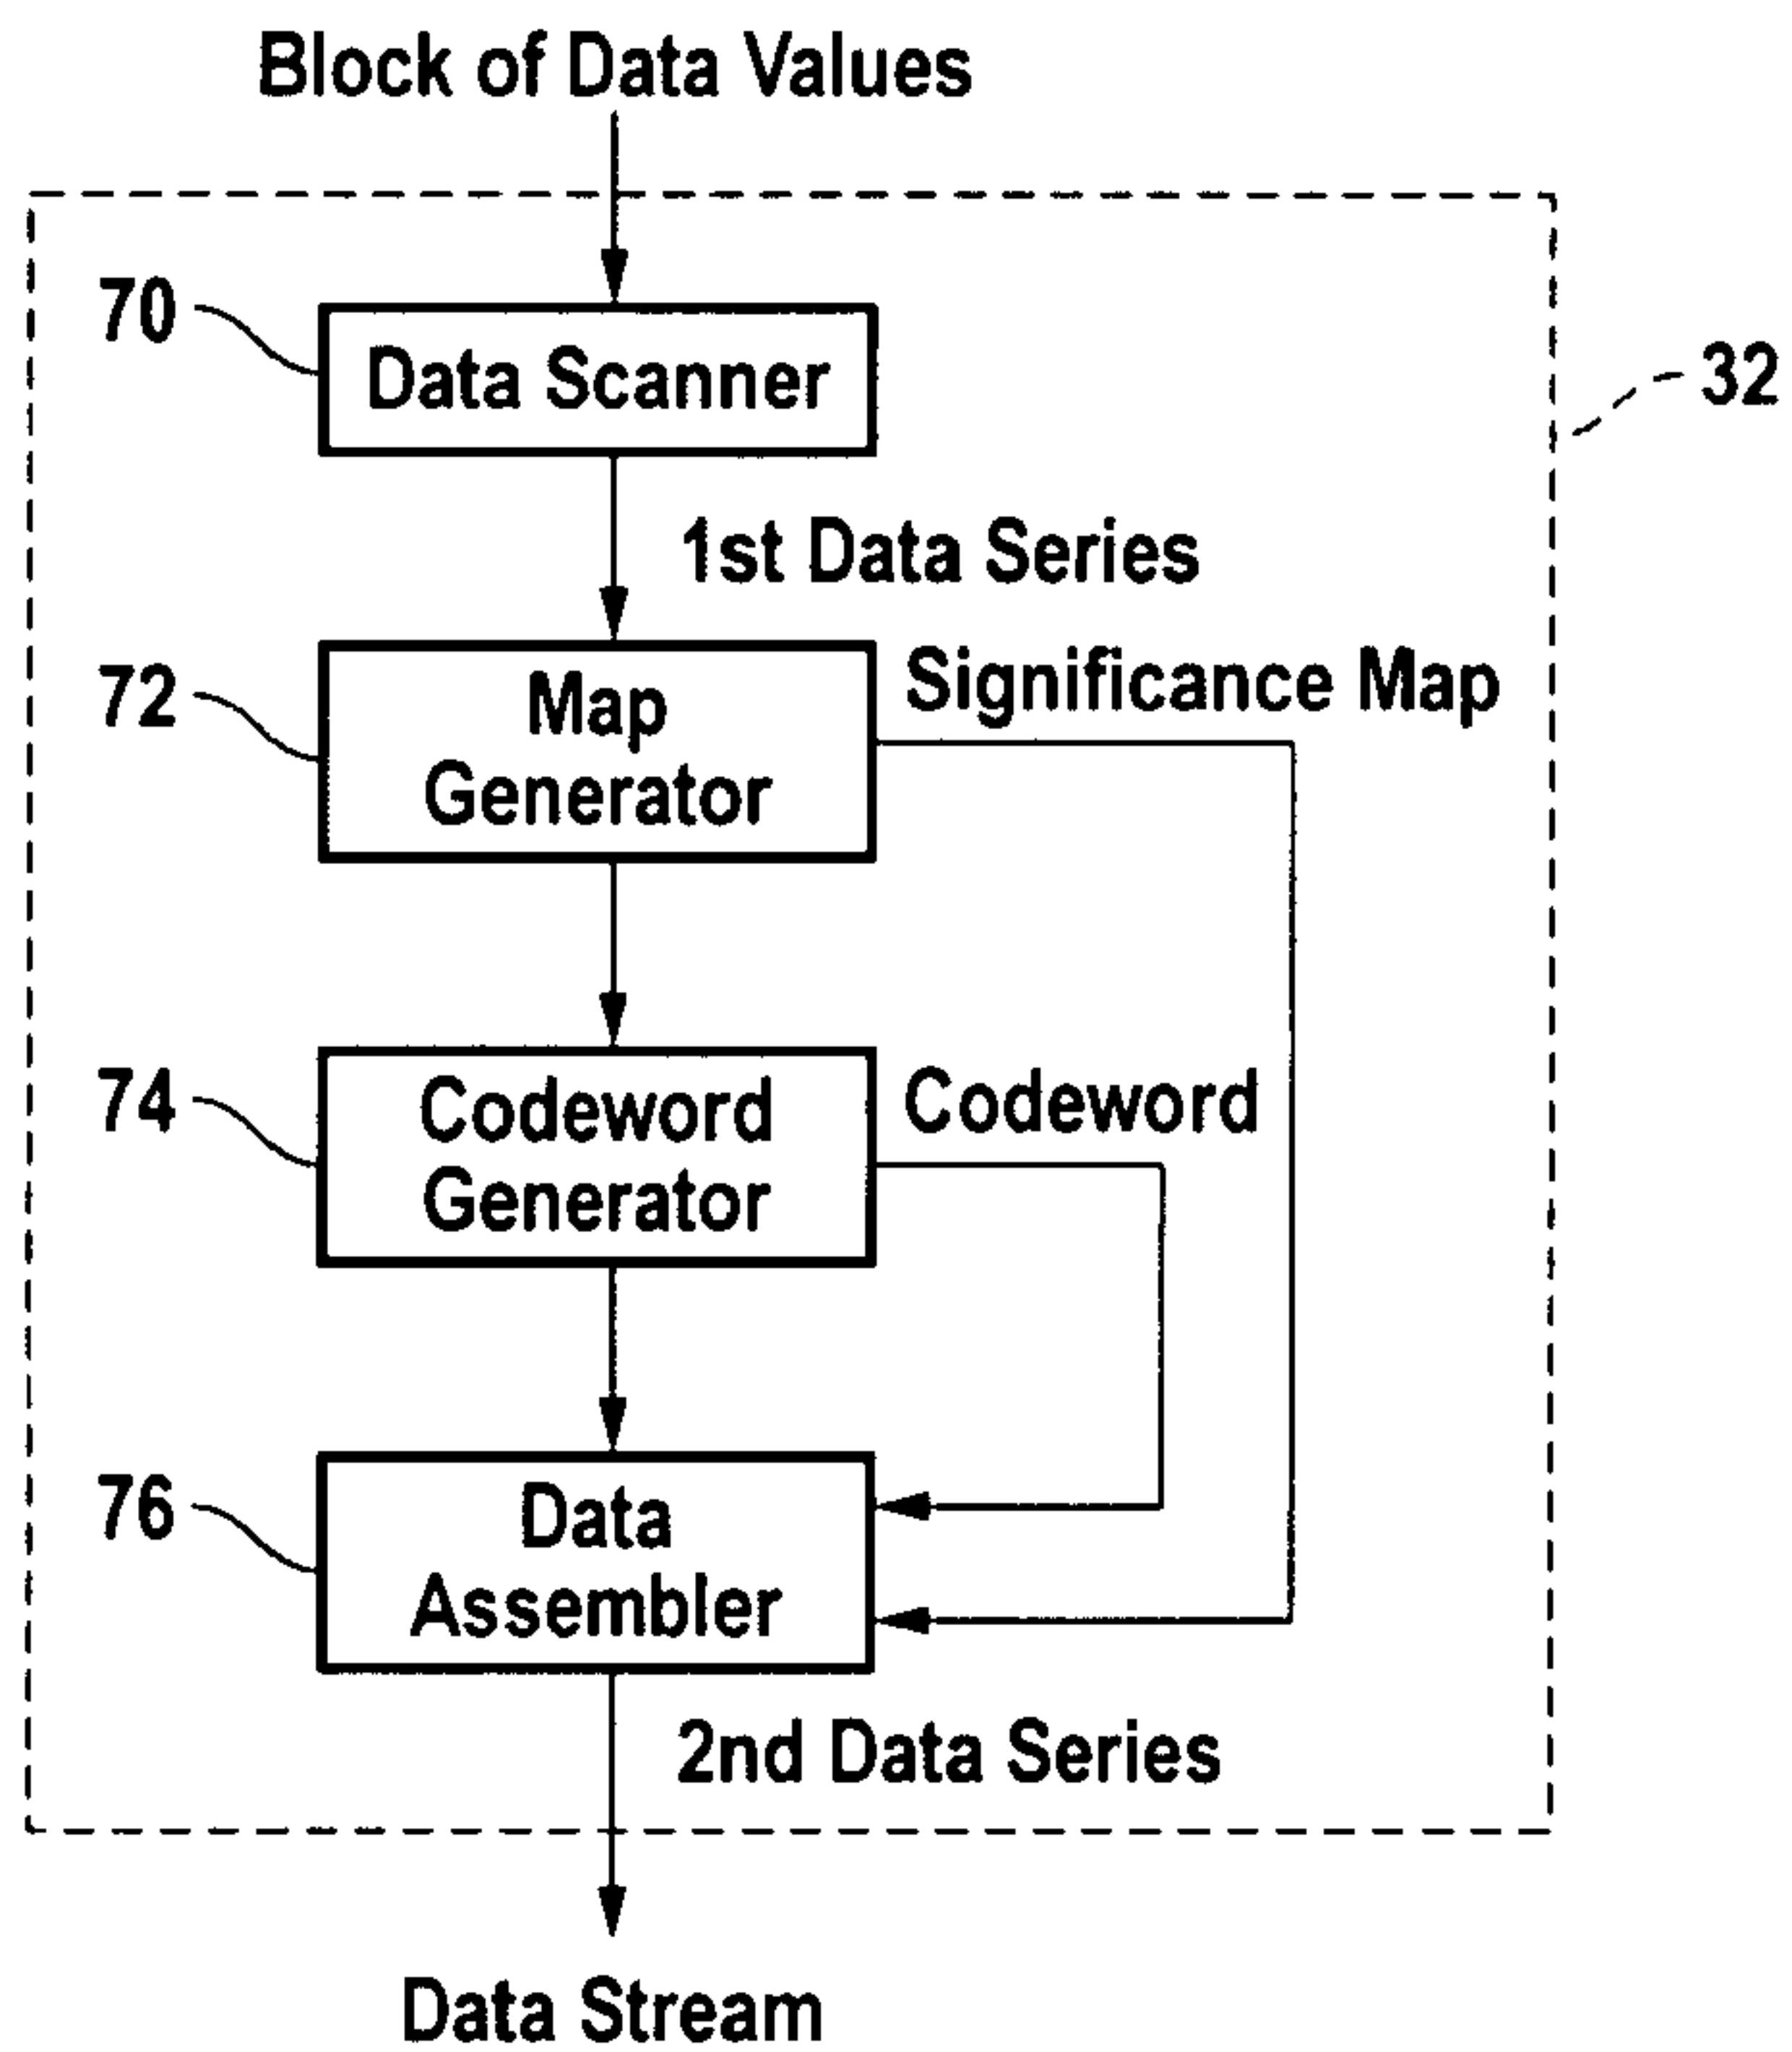 Block of Data Values
70
Data Scanner
32
1st Data Series
72
Map
Generator
Significance Map
74
Codeword
Generator
Codeword
76
Data
Assembler
2nd Data Series
Data Stream